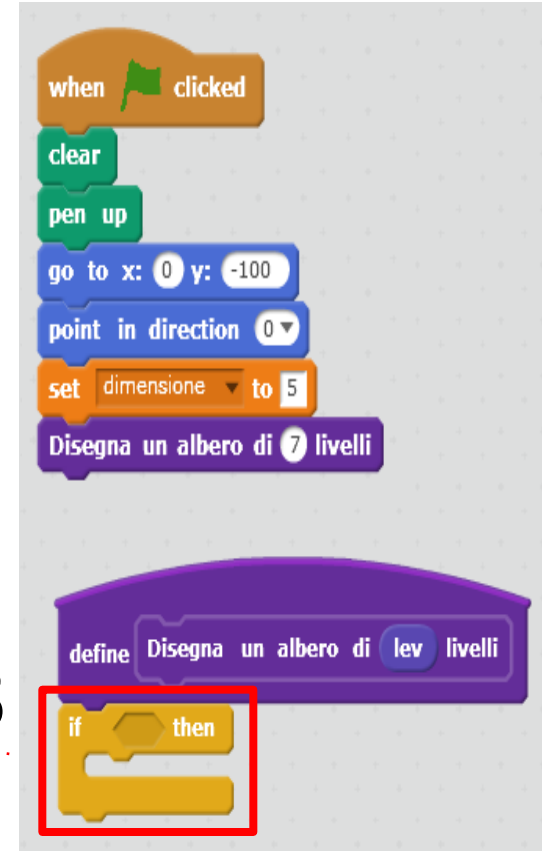 when clicked
clear
pen up
go to x: 0 y: -100
point in direction 0
set dimensione to 5
Disegna un albero di 7 livelli
define Disegna un albero di lev livelli
if then